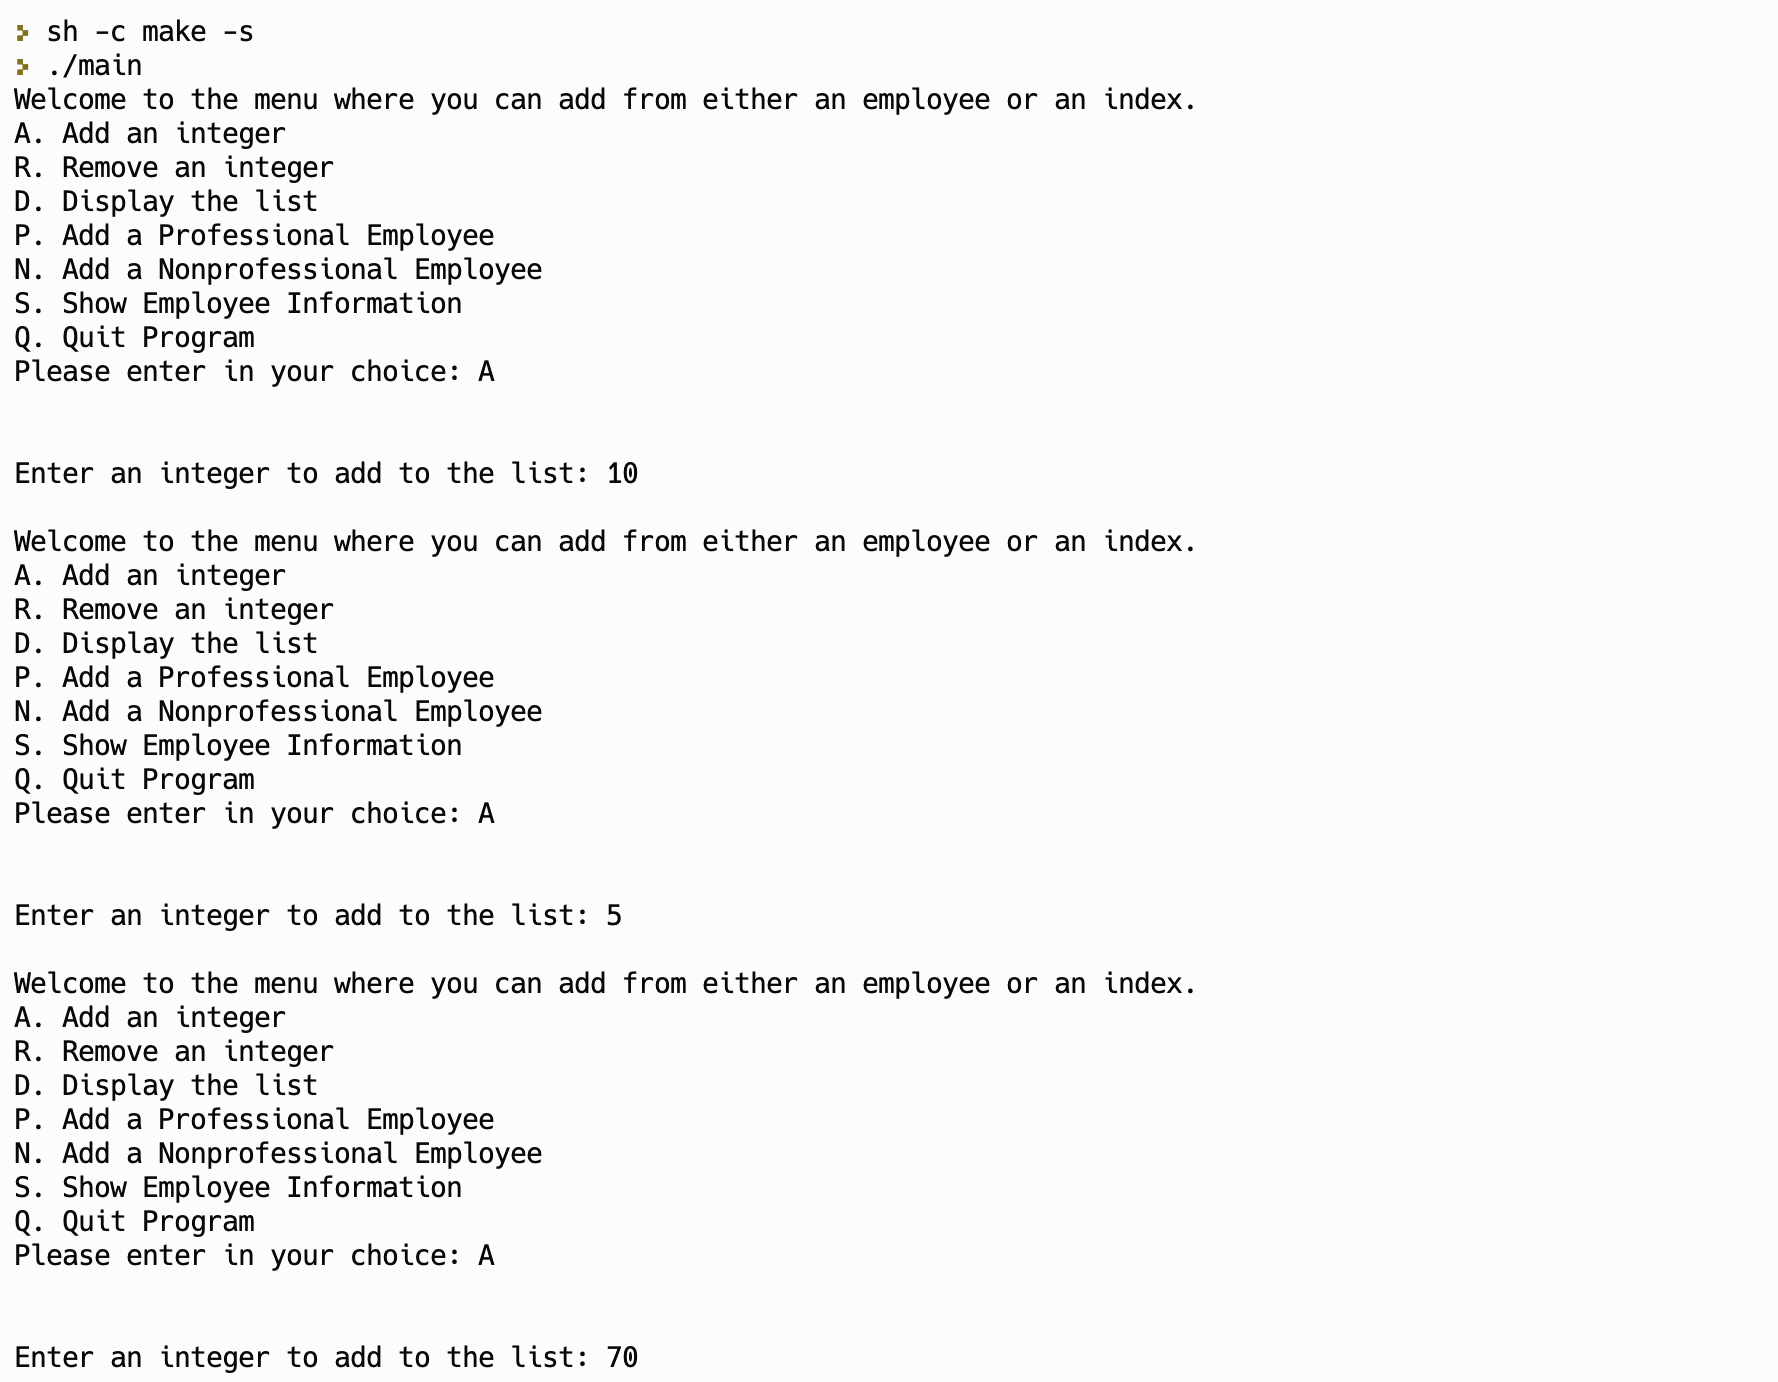 sh -c make -s
./main
Welcome to the menu where you can add from either an employee or an index.
A. Add an integer
R. Remove an integer
D. Display the list
P. Add a Professional Employee
N. Add a Nonprofessional Employee
S. Show Employee Information
Q. Quit Program
Please enter in your choice: A
Enter an integer to add to the list: 10
Welcome to the menu where you can add from either an employee or an index.
A. Add an integer
R. Remove an integer
D. Display the list
P. Add a Professional Employee
N. Add a Nonprofessional Employee
S. Show Employee Information
Q. Quit Program
Please enter in your choice: A
Enter an integer to add to the list: 5
Welcome to the menu where you can add from either an employee or an index.
A. Add an integer
R. Remove an integer
D. Display the list
P. Add a Professional Employee
N. Add a Nonprofessional Employee
S. Show Employee Information
Q. Quit Program
Please enter in your choice: A
Enter an integer to add to the list: 70